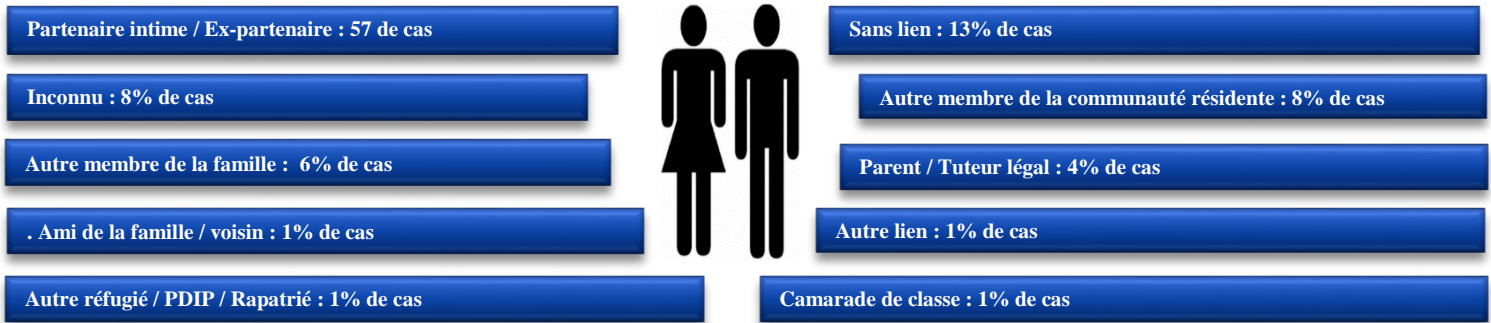 Partenaire intime / Ex-partenaire : 57 de cas
Sans lien : 13% de cas
Inconnu : 8% de cas
Autre membre de la communauté résidente : 8% de cas
Autre membre de la famille :  6% de cas
Parent / Tuteur légal : 4% de cas
. Ami de la famille / voisin : 1% de cas
Autre lien : 1% de cas
Autre réfugié / PDIP / Rapatrié : 1% de cas
Camarade de classe : 1% de cas